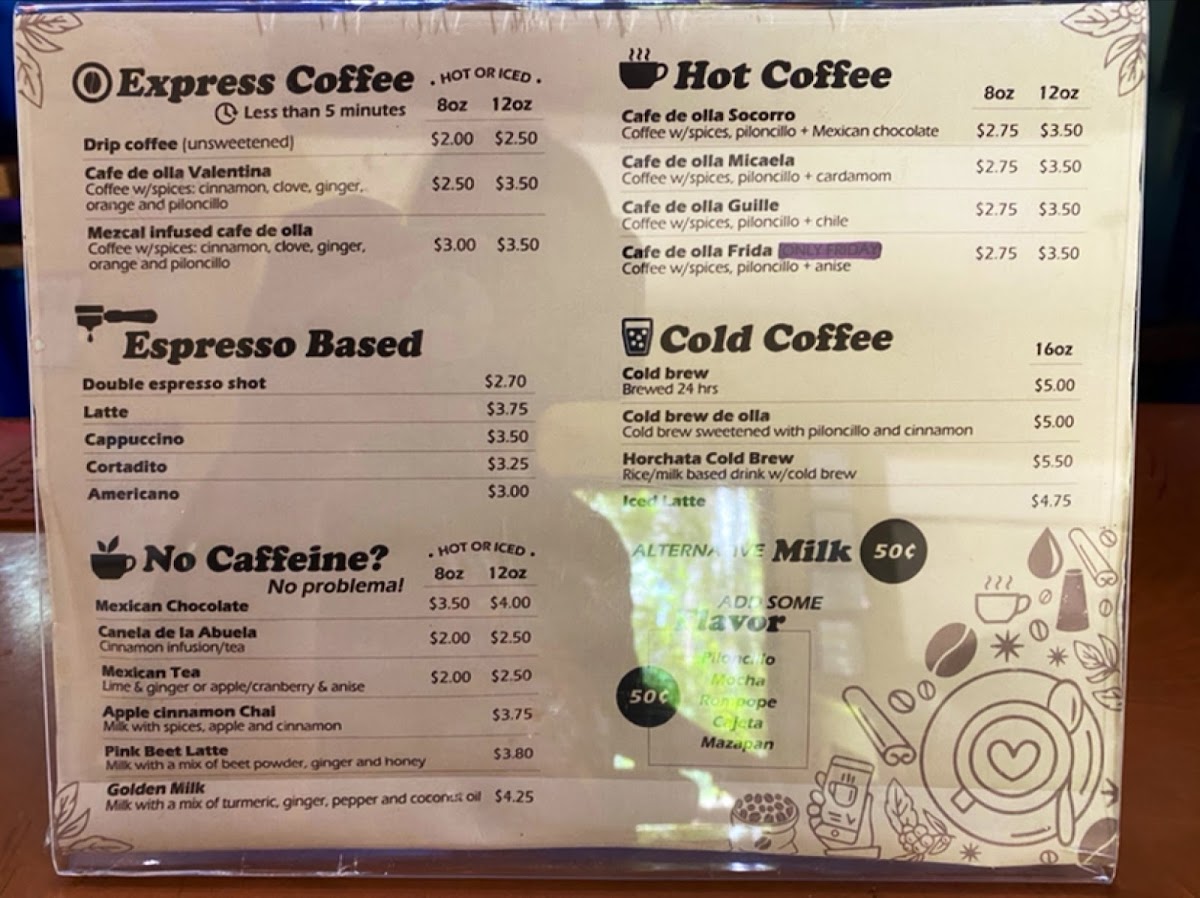 Express Coffee
. HOT OR ICED .
Less than 5 minutes
8oz 12oz
Drip coffee (unsweetened) $2.00 $2.50
Cafe de olla Valentina
Coffee w/spices: cinnamon, clove, ginger, $2.50 $3.50
orange and piloncillo
Mezcal infused cafe de olla
Coffee w/spices: cinnamon, clove, ginger, $3.00 $3.50
orange and piloncillo
Espresso Based
Double espresso shot $2.70
Latte $3.75
Cappuccino $3.50
Cortadito $3.25
Americano $3.00
No Caffeine?
. HOT OR ICED .
No problema!
8oz 12oz
Mexican Chocolate $3.50 $4.00
Canela de la Abuela $2.00 $2.50
Cinnamon infusion/tea
Mexican Tea $2.00 $2.50
Lime & ginger or apple/cranberry & anise
Apple cinnamon Chai $3.75
Milk with spices, apple and cinnamon
Pink Beet Latte $3.80
Milk with a mix of beet powder, ginger and honey
Golden Milk
Milk with a mix of turmeric, ginger, pepper and coconut oil $4.25
Hot Coffee
8oz 12oz
Cafe de olla Socorro
Coffee w/spices, piloncillo + Mexican chocolate $2.75 $3.50
Cafe de olla Micaela $2.75 $3.50
Coffee w/spices, piloncillo + cardamom
Cafe de olla Guille $2.75 $3.50
Coffee w/spices, piloncillo + chile
Cafe de olla Frida (ONLY FRIDAY) $2.75 $3.50
Coffee w/spices, piloncillo + anise
Cold Coffee
16oz
Cold brew $5.00
Brewed 24 hrs
Cold brew de olla $5.00
Cold brew sweetened with piloncillo and cinnamon
Horchata Cold Brew $5.50
Rice/milk based drink w/cold brew
Iced Latte $4.75
ALTERNATIVE Milk 50¢
ADD SOME
Flavor
50¢
Piloncillo
Mocha
Rompope
Cajeta
Mazapan